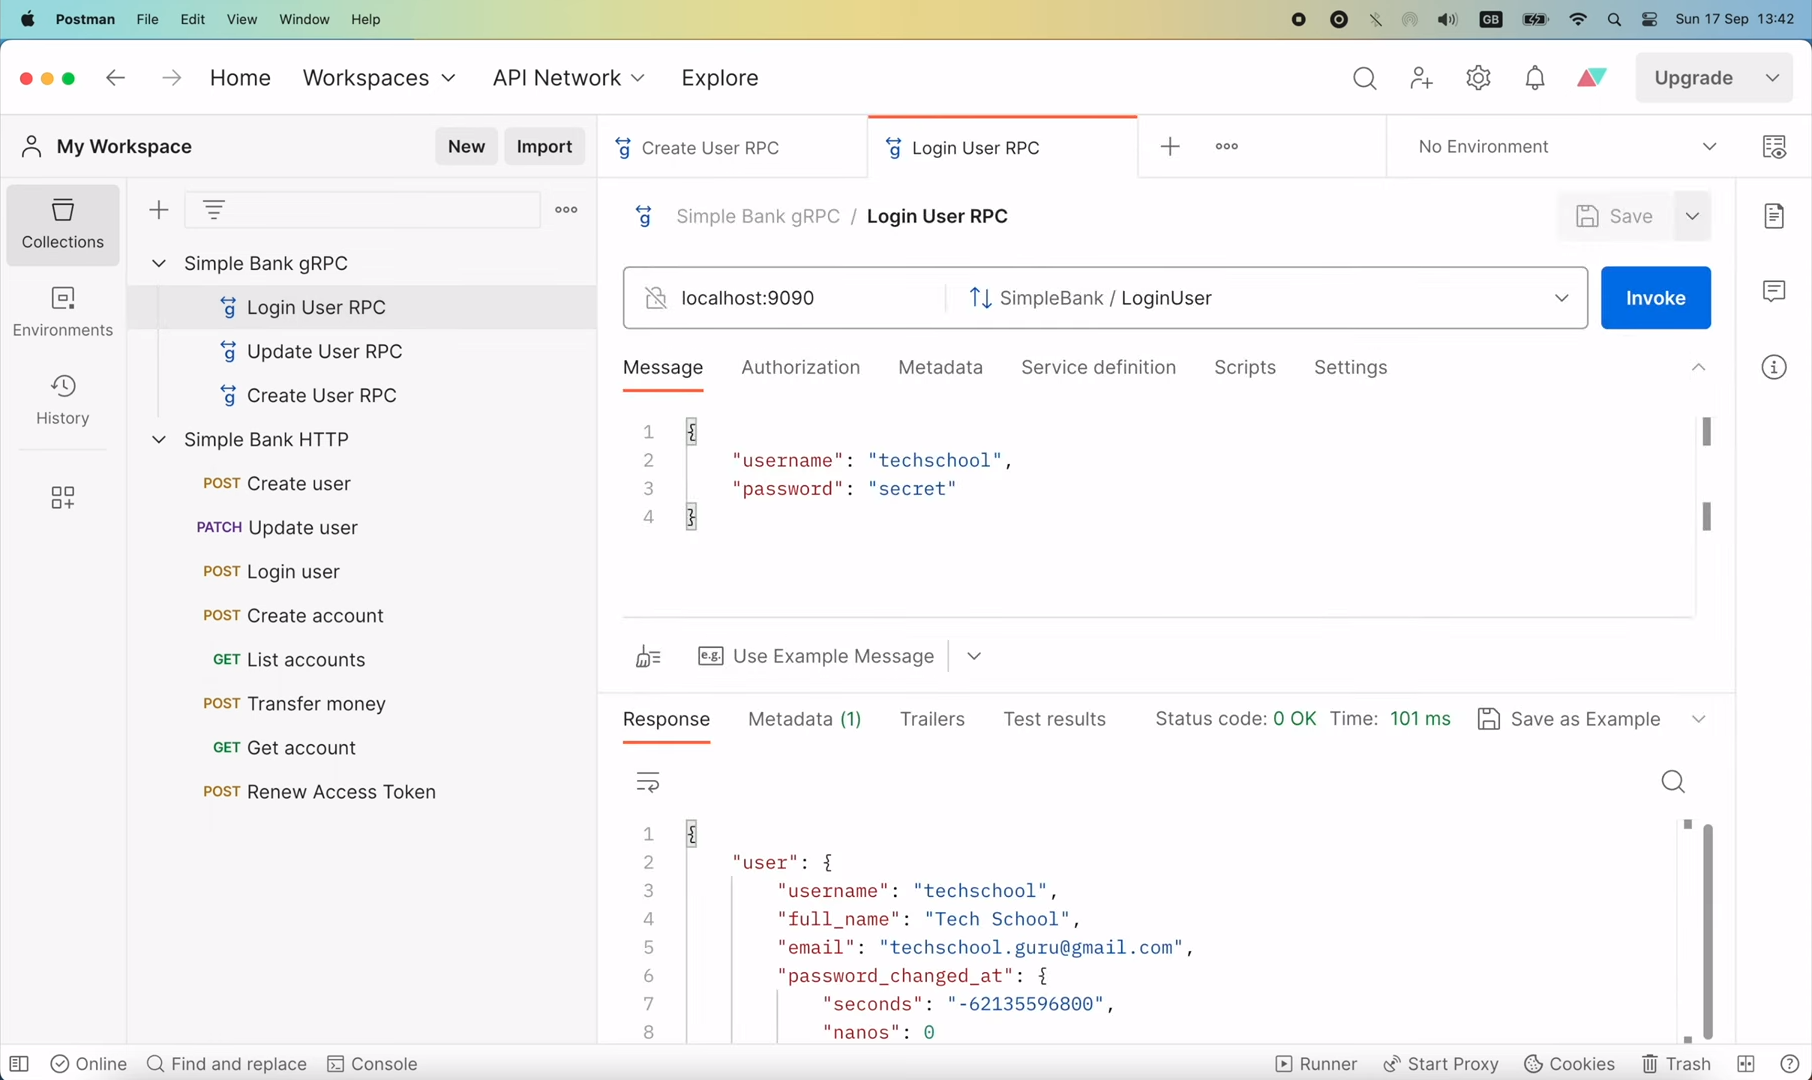 Postman File Edit View Window Help GB Sun 17 Sep 13:42
Home Workspaces API Network Explore Upgrade
My Workspace New Import Create User RPC Login User RPC No Environment
Collections
Environments
History
Simple Bank gRPC
Login User RPC
Update User RPC
Create User RPC
Simple Bank HTTP
POST Create user
PATCH Update user
POST Login user
POST Create account
GET List accounts
POST Transfer money
GET Get account
POST Renew Access Token
Simple Bank gRPC / Login User RPC Save
localhost:9090 SimpleBank / LoginUser Invoke
Message Authorization Metadata Service definition Scripts Settings
1 {
2 "username": "techschool",
3 "password": "secret"
4 }
e.g. Use Example Message
Response Metadata (1) Trailers Test results Status code: 0 OK Time: 101 ms Save as Example
1 {
2 "user": {
3 "username": "techschool",
4 "full_name": "Tech School",
5 "email": "techschool.guru@gmail.com",
6 "password_changed_at": {
7 "seconds": "-62135596800",
8 "nanos": 0
Online Find and replace Console Runner Start Proxy Cookies Trash